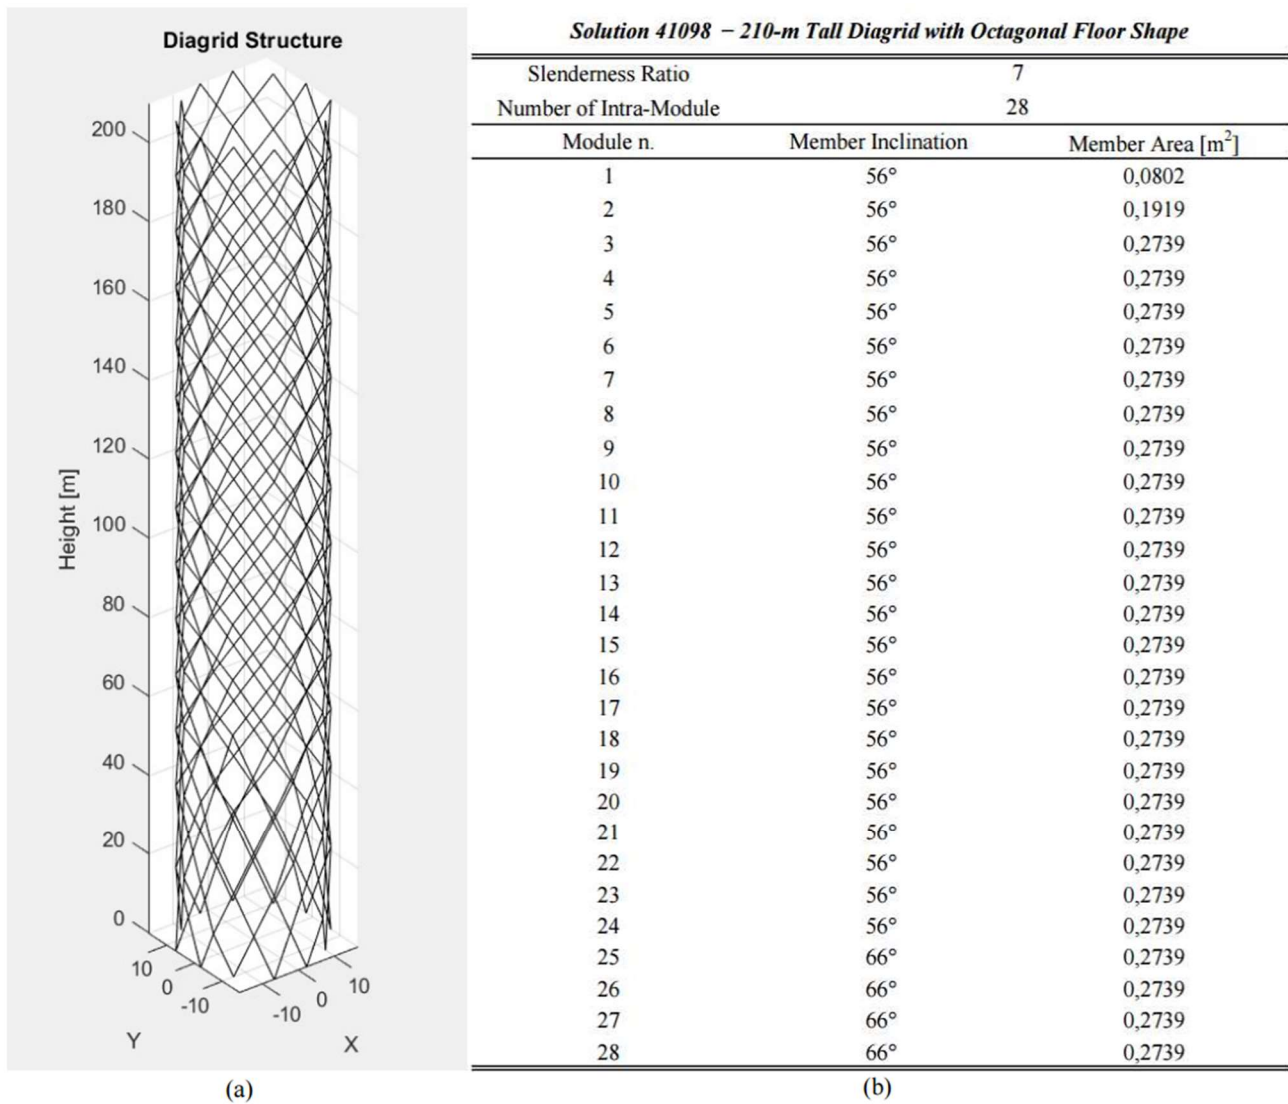 Diagrid Structure
200
180
160
140
120
100
80
60
40
20
0
Height [m]
10
0
-10
Y
-10
0
10
X
(a)
Solution 41098 – 210-m Tall Diagrid with Octagonal Floor Shape
Slenderness Ratio 7
Number of Intra-Module 28
Module n. Member Inclination Member Area [m²]
1 56° 0,0802
2 56° 0,1919
3 56° 0,2739
4 56° 0,2739
5 56° 0,2739
6 56° 0,2739
7 56° 0,2739
8 56° 0,2739
9 56° 0,2739
10 56° 0,2739
11 56° 0,2739
12 56° 0,2739
13 56° 0,2739
14 56° 0,2739
15 56° 0,2739
16 56° 0,2739
17 56° 0,2739
18 56° 0,2739
19 56° 0,2739
20 56° 0,2739
21 56° 0,2739
22 56° 0,2739
23 56° 0,2739
24 56° 0,2739
25 66° 0,2739
26 66° 0,2739
27 66° 0,2739
28 66° 0,2739
(b)